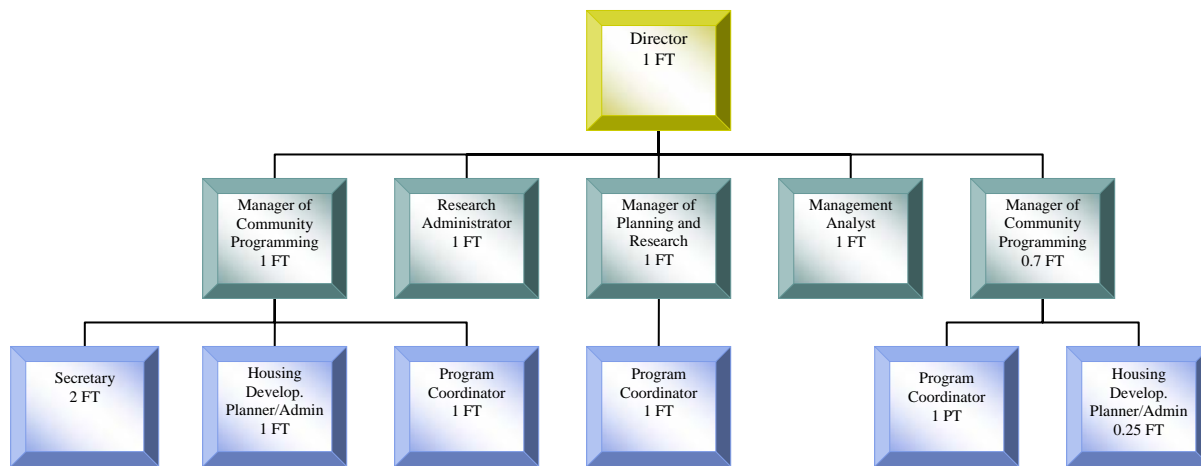 Director
1 FT
Manager of
Community
Programming
1 FT
Research
Administrator
1 FT
Manager of
Planning and
Research
1 FT
Management
Analyst
1 FT
Manager of
Community
Programming
0.7 FT
Secretary
2 FT
Housing
Develop.
Planner/Admin
1 FT
Program
Coordinator
1 FT
Program
Coordinator
1 FT
Program
Coordinator
1 PT
Housing
Develop.
Planner/Admin
0.25 FT